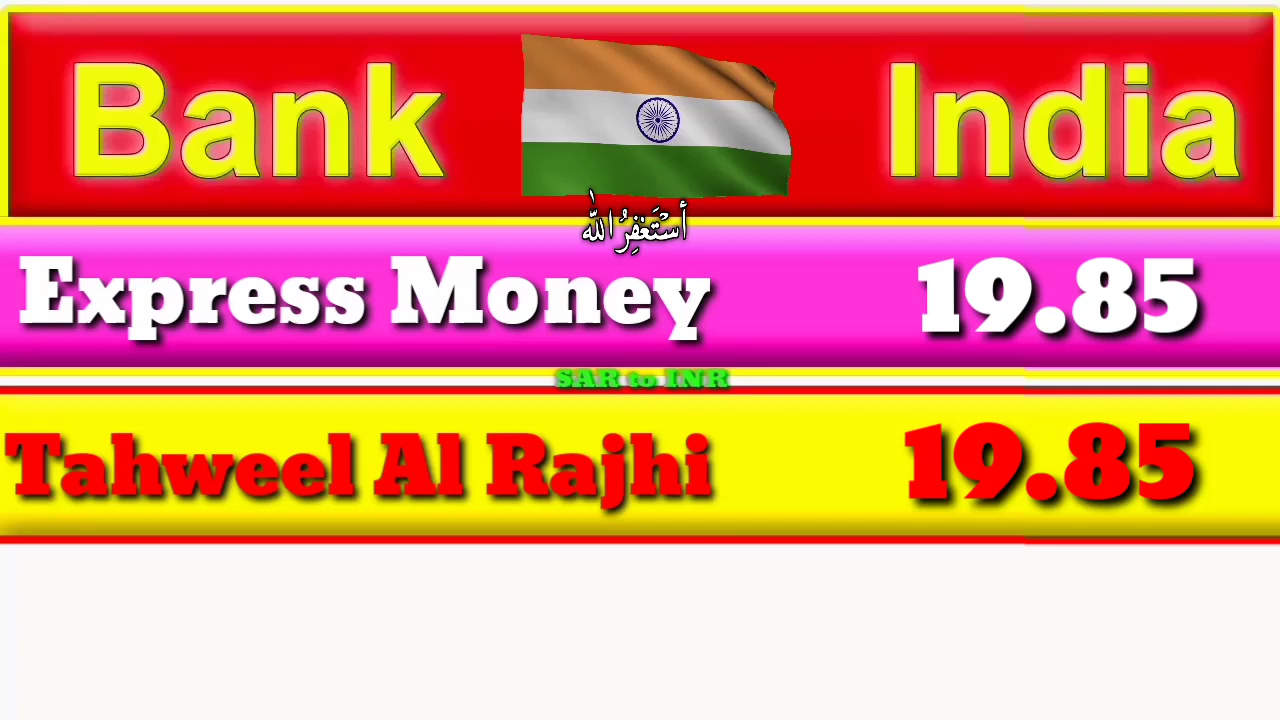 Bank India
أَسْتَغْفِرُ اللّٰه
Express Money 19.85
SAR to INR
Tahweel Al Rajhi 19.85